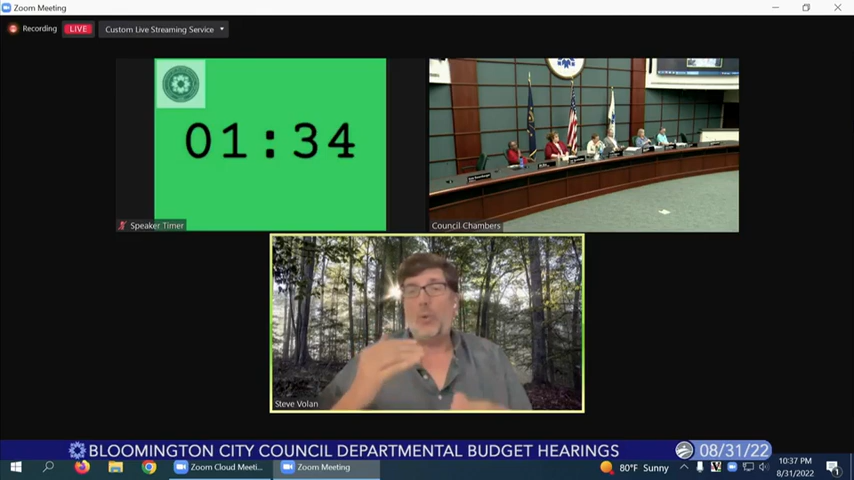 Zoom Meeting
Recording
LIVE
Custom Live Streaming Service
01:34
Speaker Timer
Council Chambers
Steve Volan
BLOOMINGTON CITY COUNCIL DEPARTMENTAL BUDGET HEARINGS
08/31/22
Zoom Cloud Meeti...
Zoom Meeting
80°F Sunny
10:37 PM
8/31/2022